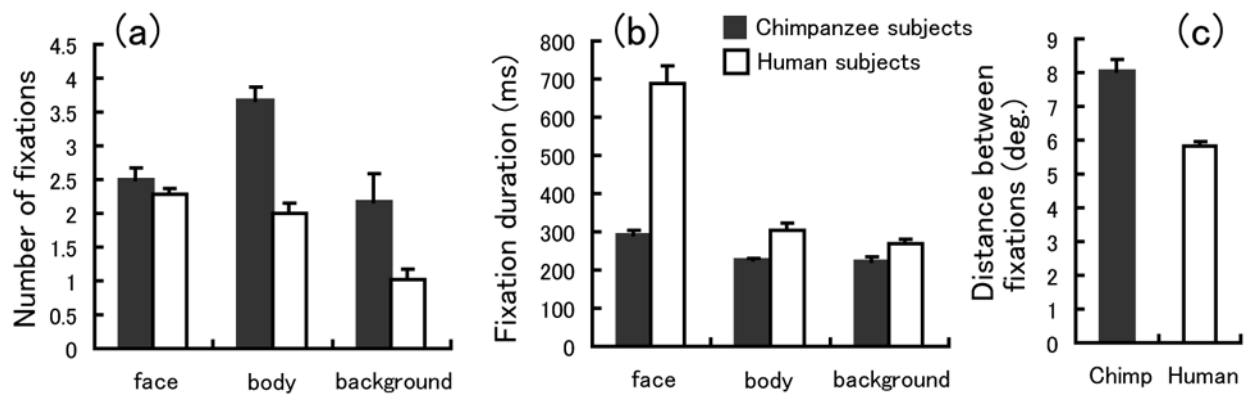 (a)
Number of fixations
4.5
4
3.5
3
2.5
2
1.5
1
0.5
0
face body background
(b)
Chimpanzee subjects
Human subjects
Fixation duration (ms)
800
700
600
500
400
300
200
100
0
face body background
(c)
Distance between
fixations (deg.)
9
8
7
6
5
4
3
2
1
0
Chimp Human